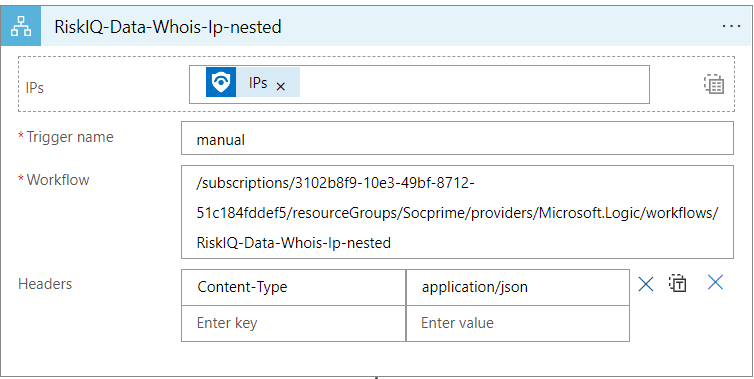 RiskIQ-Data-Whois-Ip-nested
IPs
IPs
* Trigger name
manual
* Workflow
/subscriptions/3102b8f9-10e3-49bf-8712-
51c184fddef5/resourceGroups/Socprime/providers/Microsoft.Logic/workflows/
RiskIQ-Data-Whois-Ip-nested
Headers
Content-Type application/json
Enter key Enter value